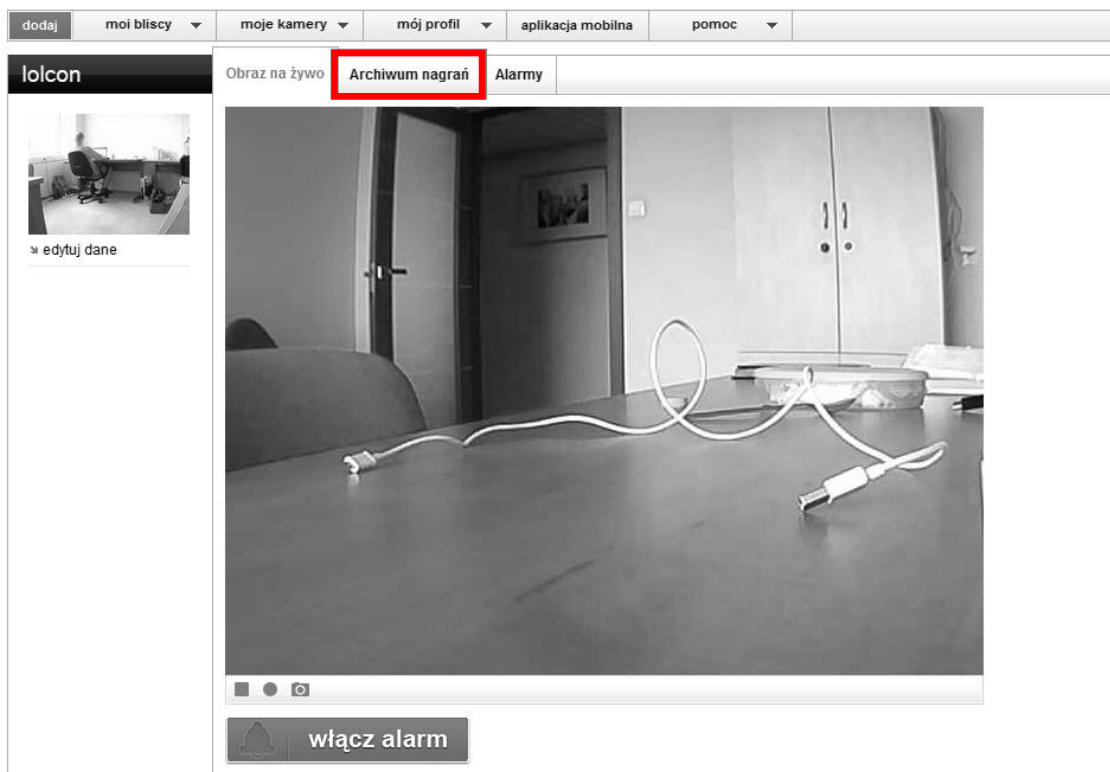 dodaj moi bliscy moje kamery mój profil aplikacja mobilna pomoc
lolcon
Obraz na żywo Archiwum nagrań Alarmy
edytuj dane
włącz alarm